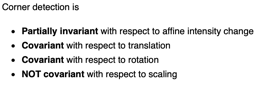 Corner detection is
• Partially invariant with respect to affine intensity change
• Covariant with respect to translation
• Covariant with respect to rotation
• NOT covariant with respect to scaling